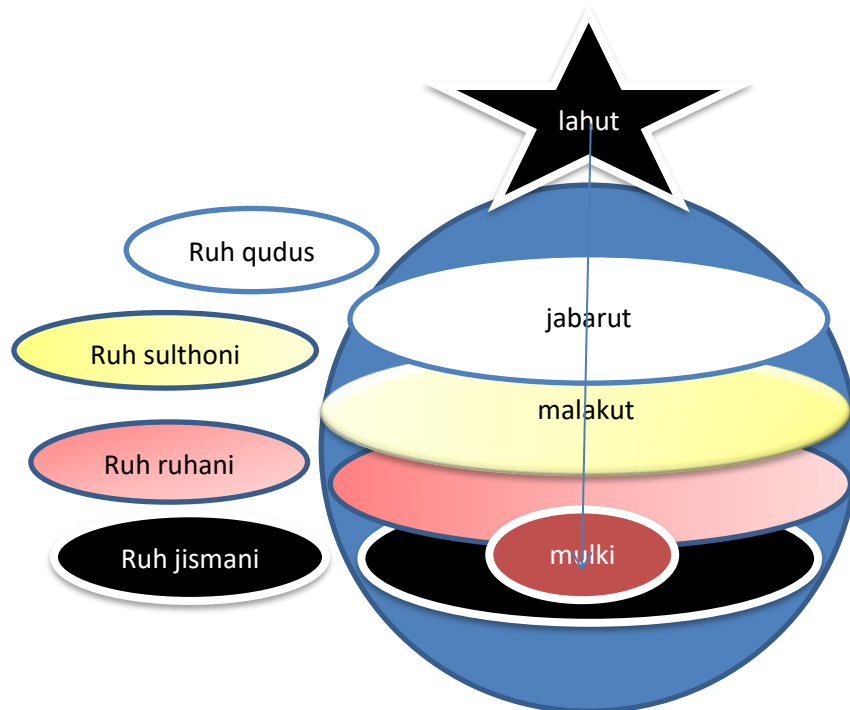 lahut
Ruh qudus
jabarut
Ruh sulthoni
malakut
Ruh ruhani
Ruh jismani
mulki